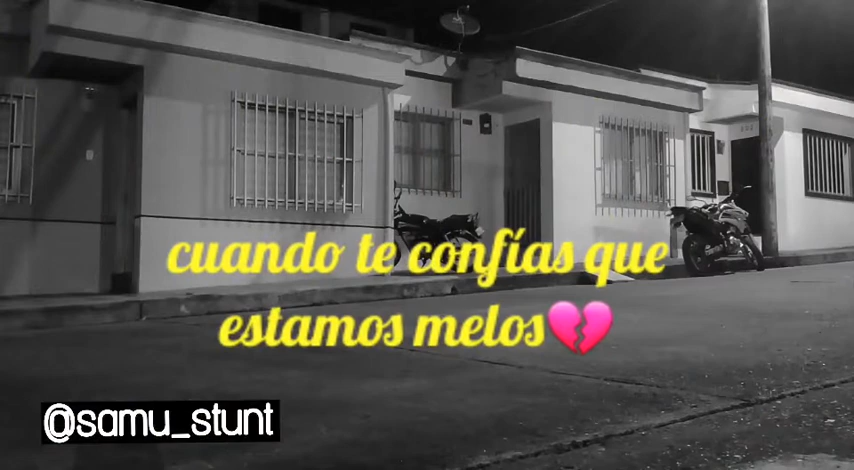 cuando te confías que
estamos melos💔
@samu_stunt